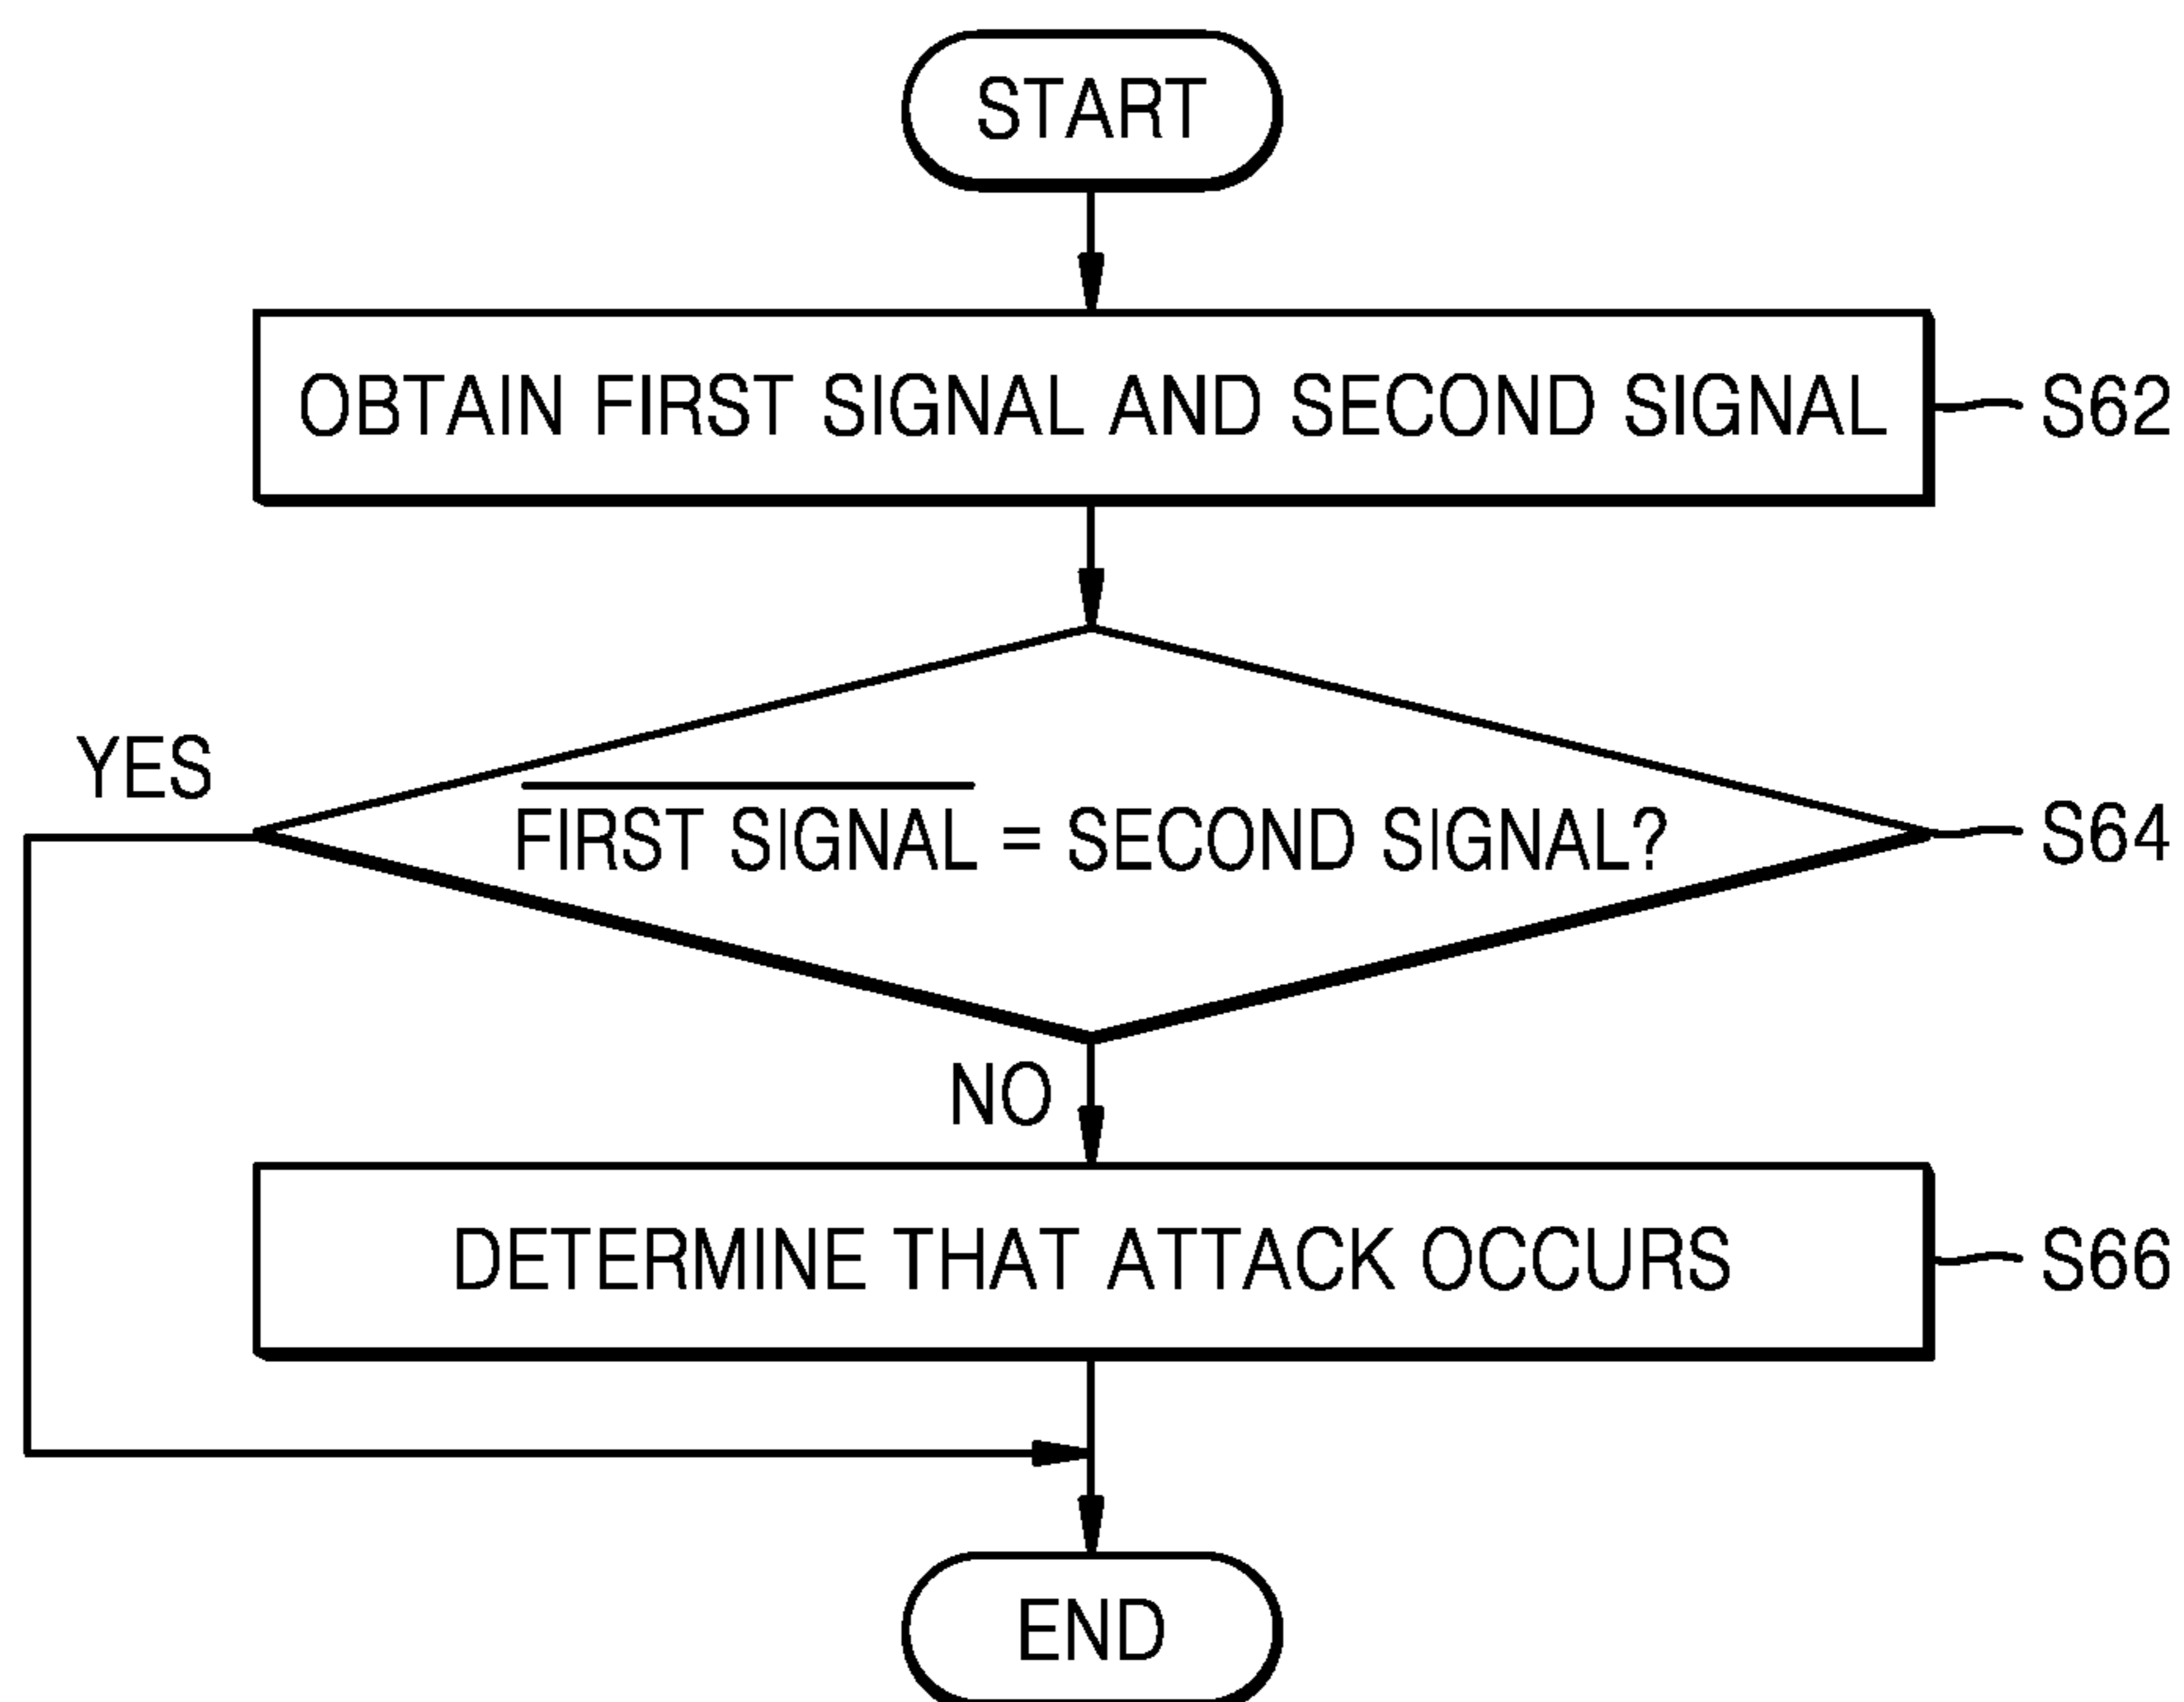 START
OBTAIN FIRST SIGNAL AND SECOND SIGNAL
S62
YES
FIRST SIGNAL = SECOND SIGNAL?
S64
NO
DETERMINE THAT ATTACK OCCURS
S66
END